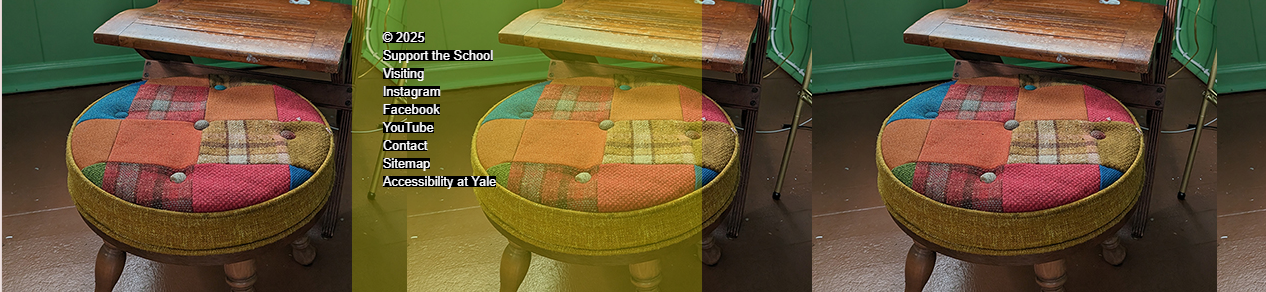 © 2025
Support the School
Visiting
Instagram
Facebook
YouTube
Contact
Sitemap
Accessibility at Yale